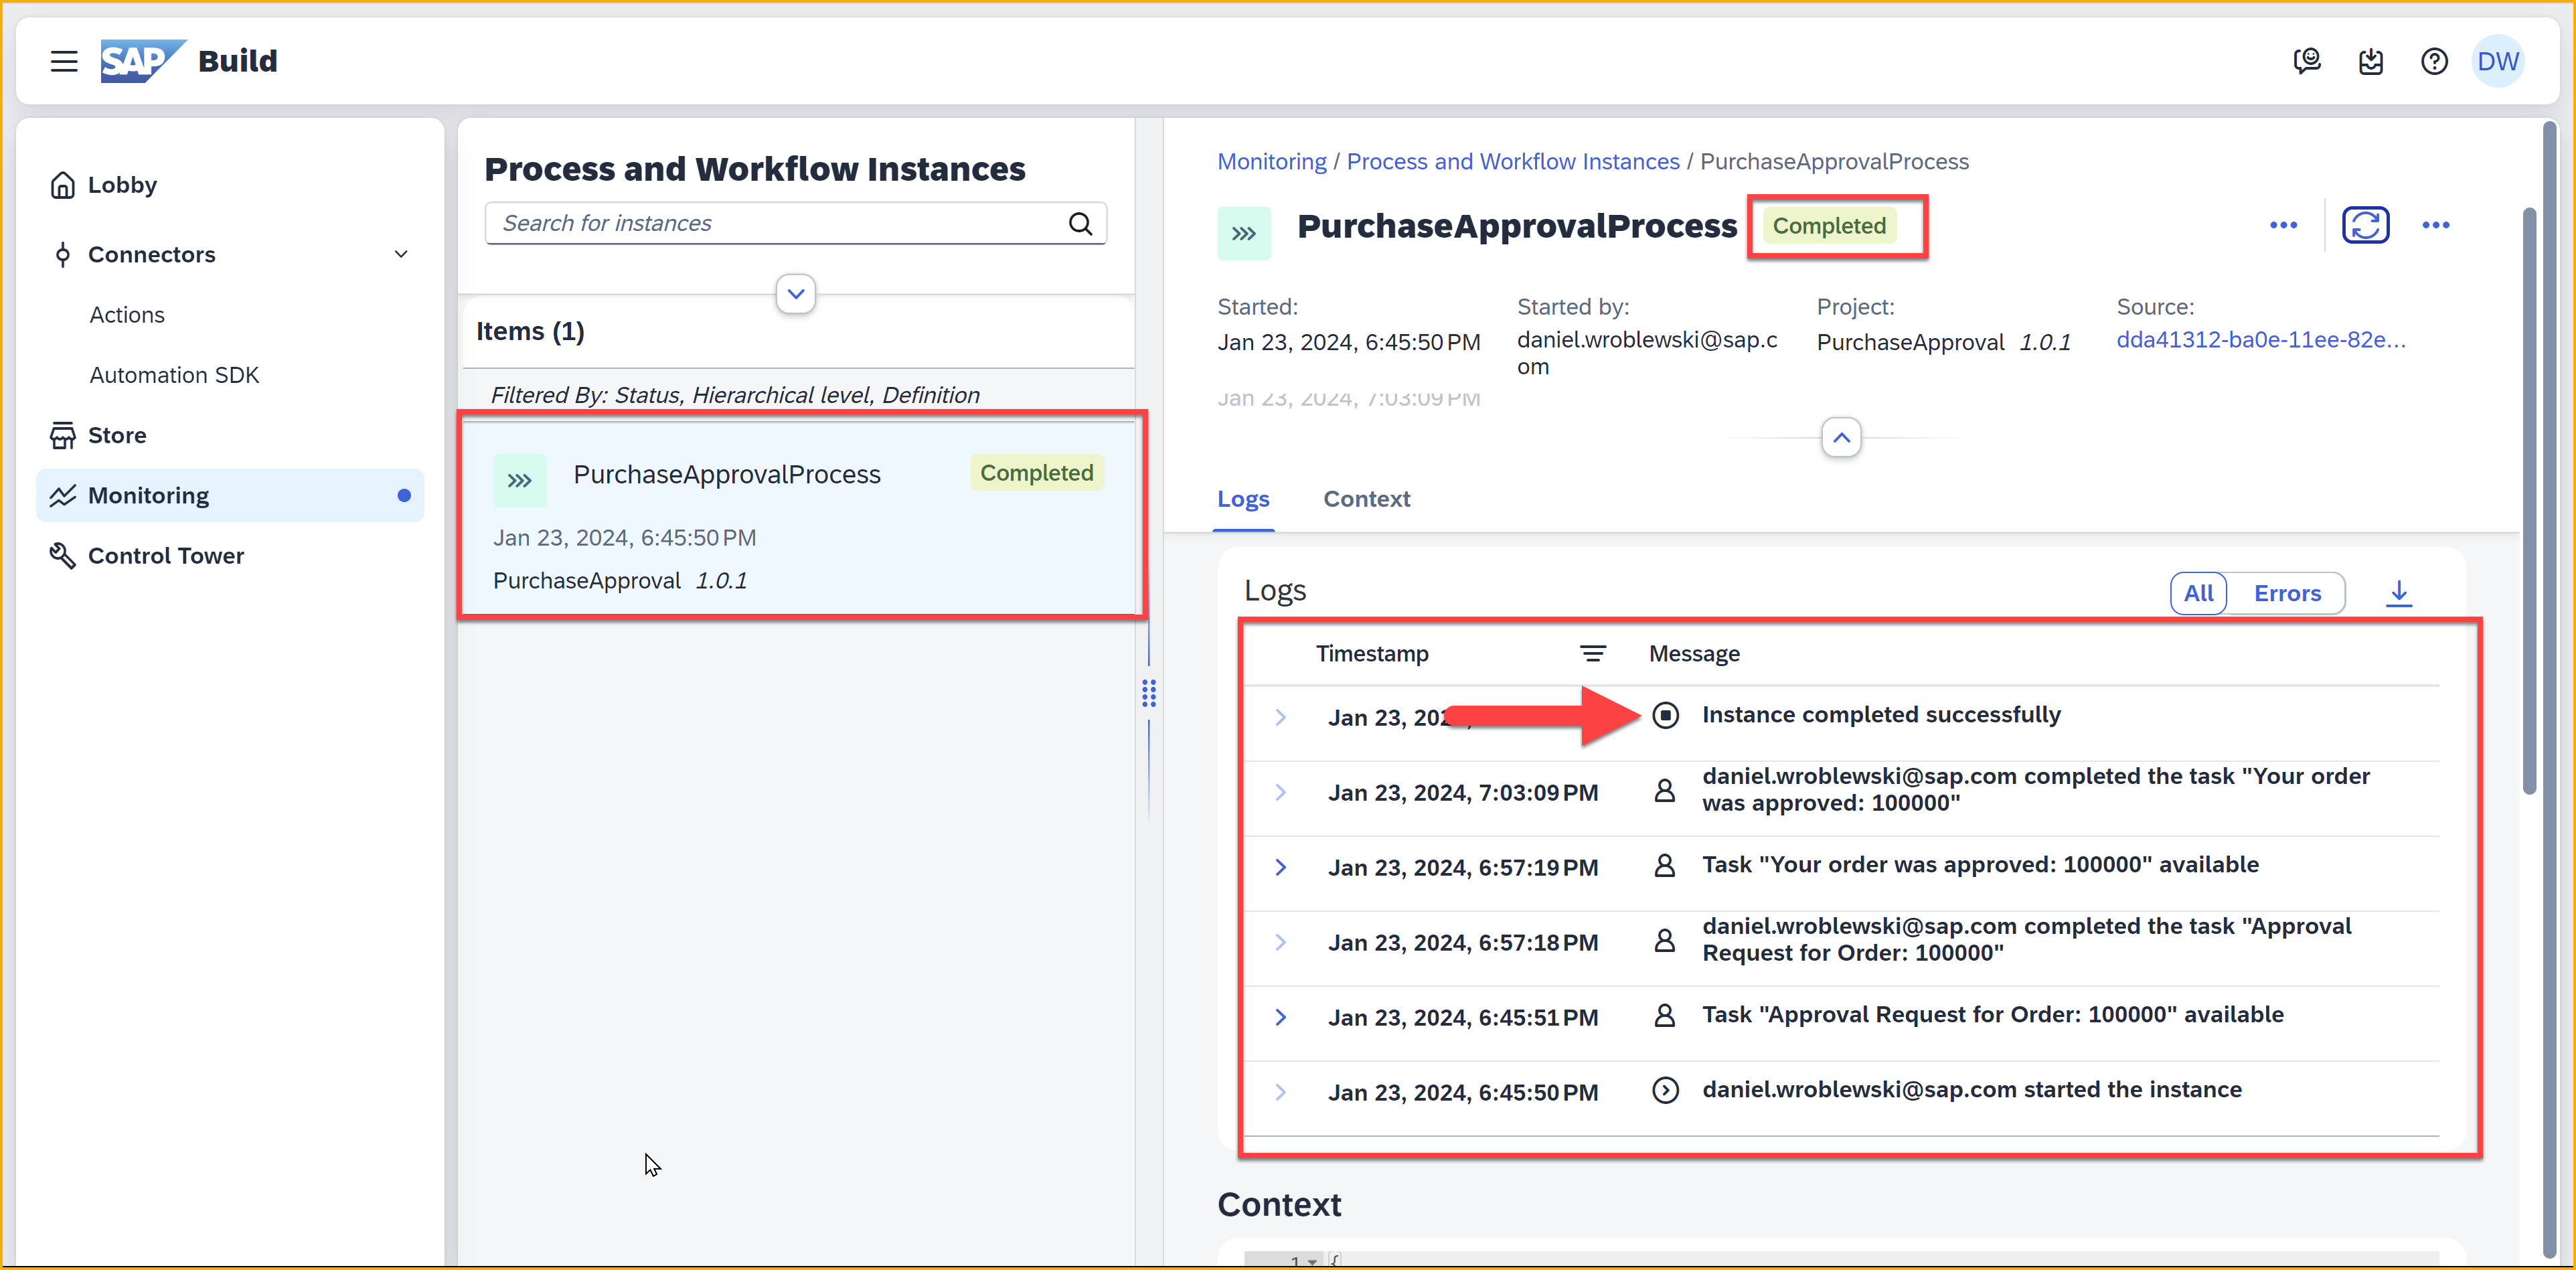 SAP Build
DW
Lobby
Connectors
Actions
Automation SDK
Store
Monitoring
Control Tower
Process and Workflow Instances
Search for instances
Items (1)
Filtered By: Status, Hierarchical level, Definition
PurchaseApprovalProcess
Completed
Jan 23, 2024, 6:45:50 PM
PurchaseApproval 1.0.1
Monitoring / Process and Workflow Instances / PurchaseApprovalProcess
PurchaseApprovalProcess Completed
Started:
Jan 23, 2024, 6:45:50 PM
Started by:
daniel.wroblewski@sap.c
om
Project:
PurchaseApproval 1.0.1
Source:
dda41312-ba0e-11ee-82e...
Jan 23, 2024, 7:03:09 PM
Logs Context
Logs
All Errors
Timestamp Message
Jan 23, Instance completed successfully
Jan 23, 2024, 7:03:09 PM daniel.wroblewski@sap.com completed the task "Your order
was approved: 100000"
Jan 23, 2024, 6:57:19 PM Task "Your order was approved: 100000" available
Jan 23, 2024, 6:57:18 PM daniel.wroblewski@sap.com completed the task "Approval
Request for Order: 100000"
Jan 23, 2024, 6:45:51 PM Task "Approval Request for Order: 100000" available
Jan 23, 2024, 6:45:50 PM daniel.wroblewski@sap.com started the instance
Context
1 {